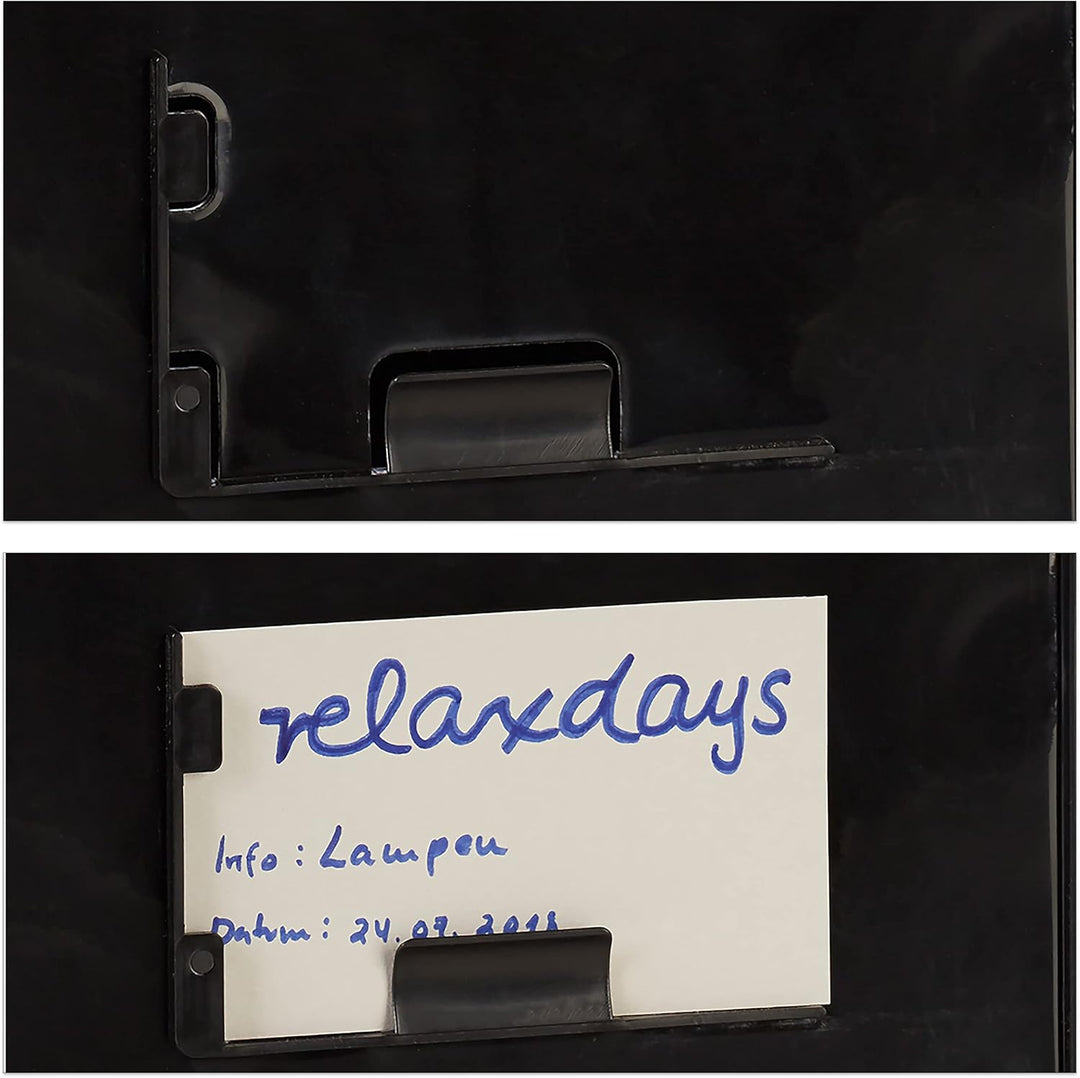 relaxdays
Info : Lampen
Datum : 24.07.2018